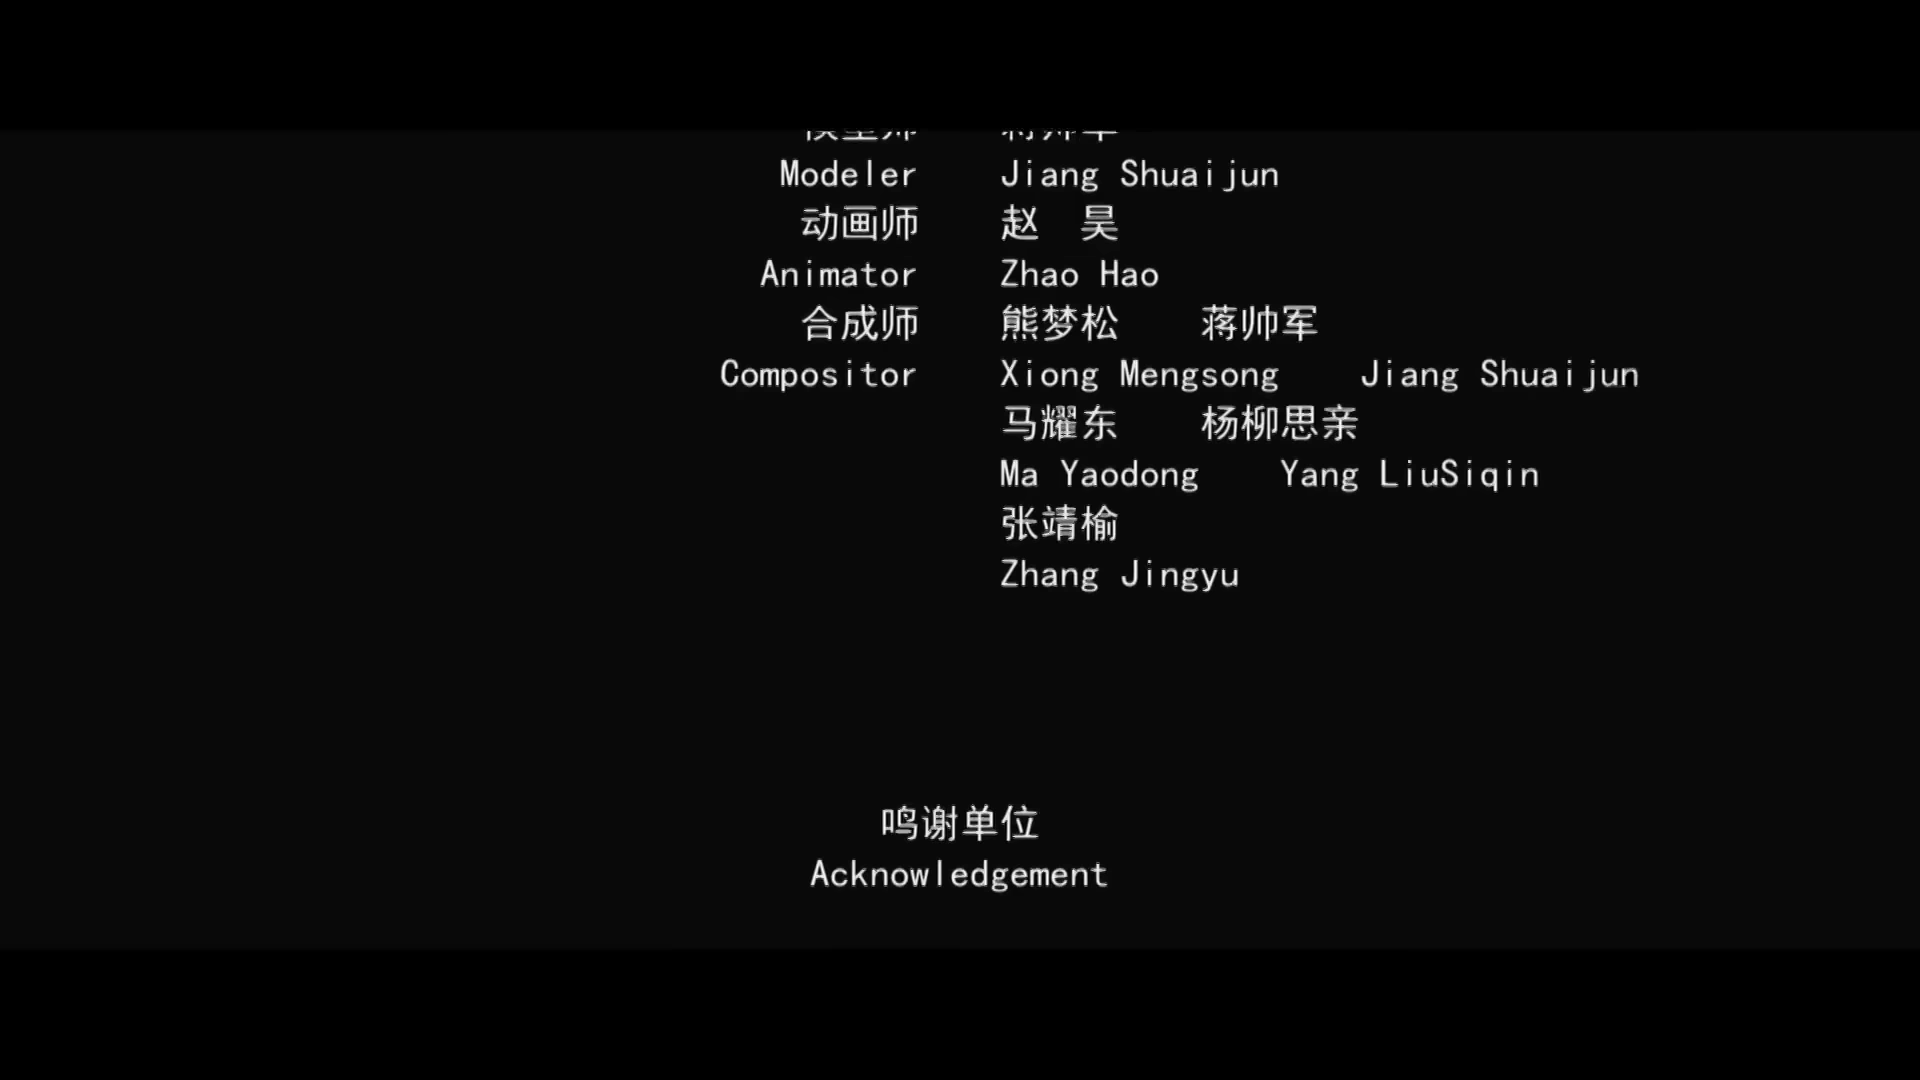 Modeler Jiang Shuaijun
动画师 赵 昊
Animator Zhao Hao
合成师 熊梦松 蒋帅军
Compositor Xiong Mengsong Jiang Shuaijun
马耀东 杨柳思亲
Ma Yaodong Yang LiuSiqin
张靖榆
Zhang Jingyu
鸣谢单位
Acknowledgement